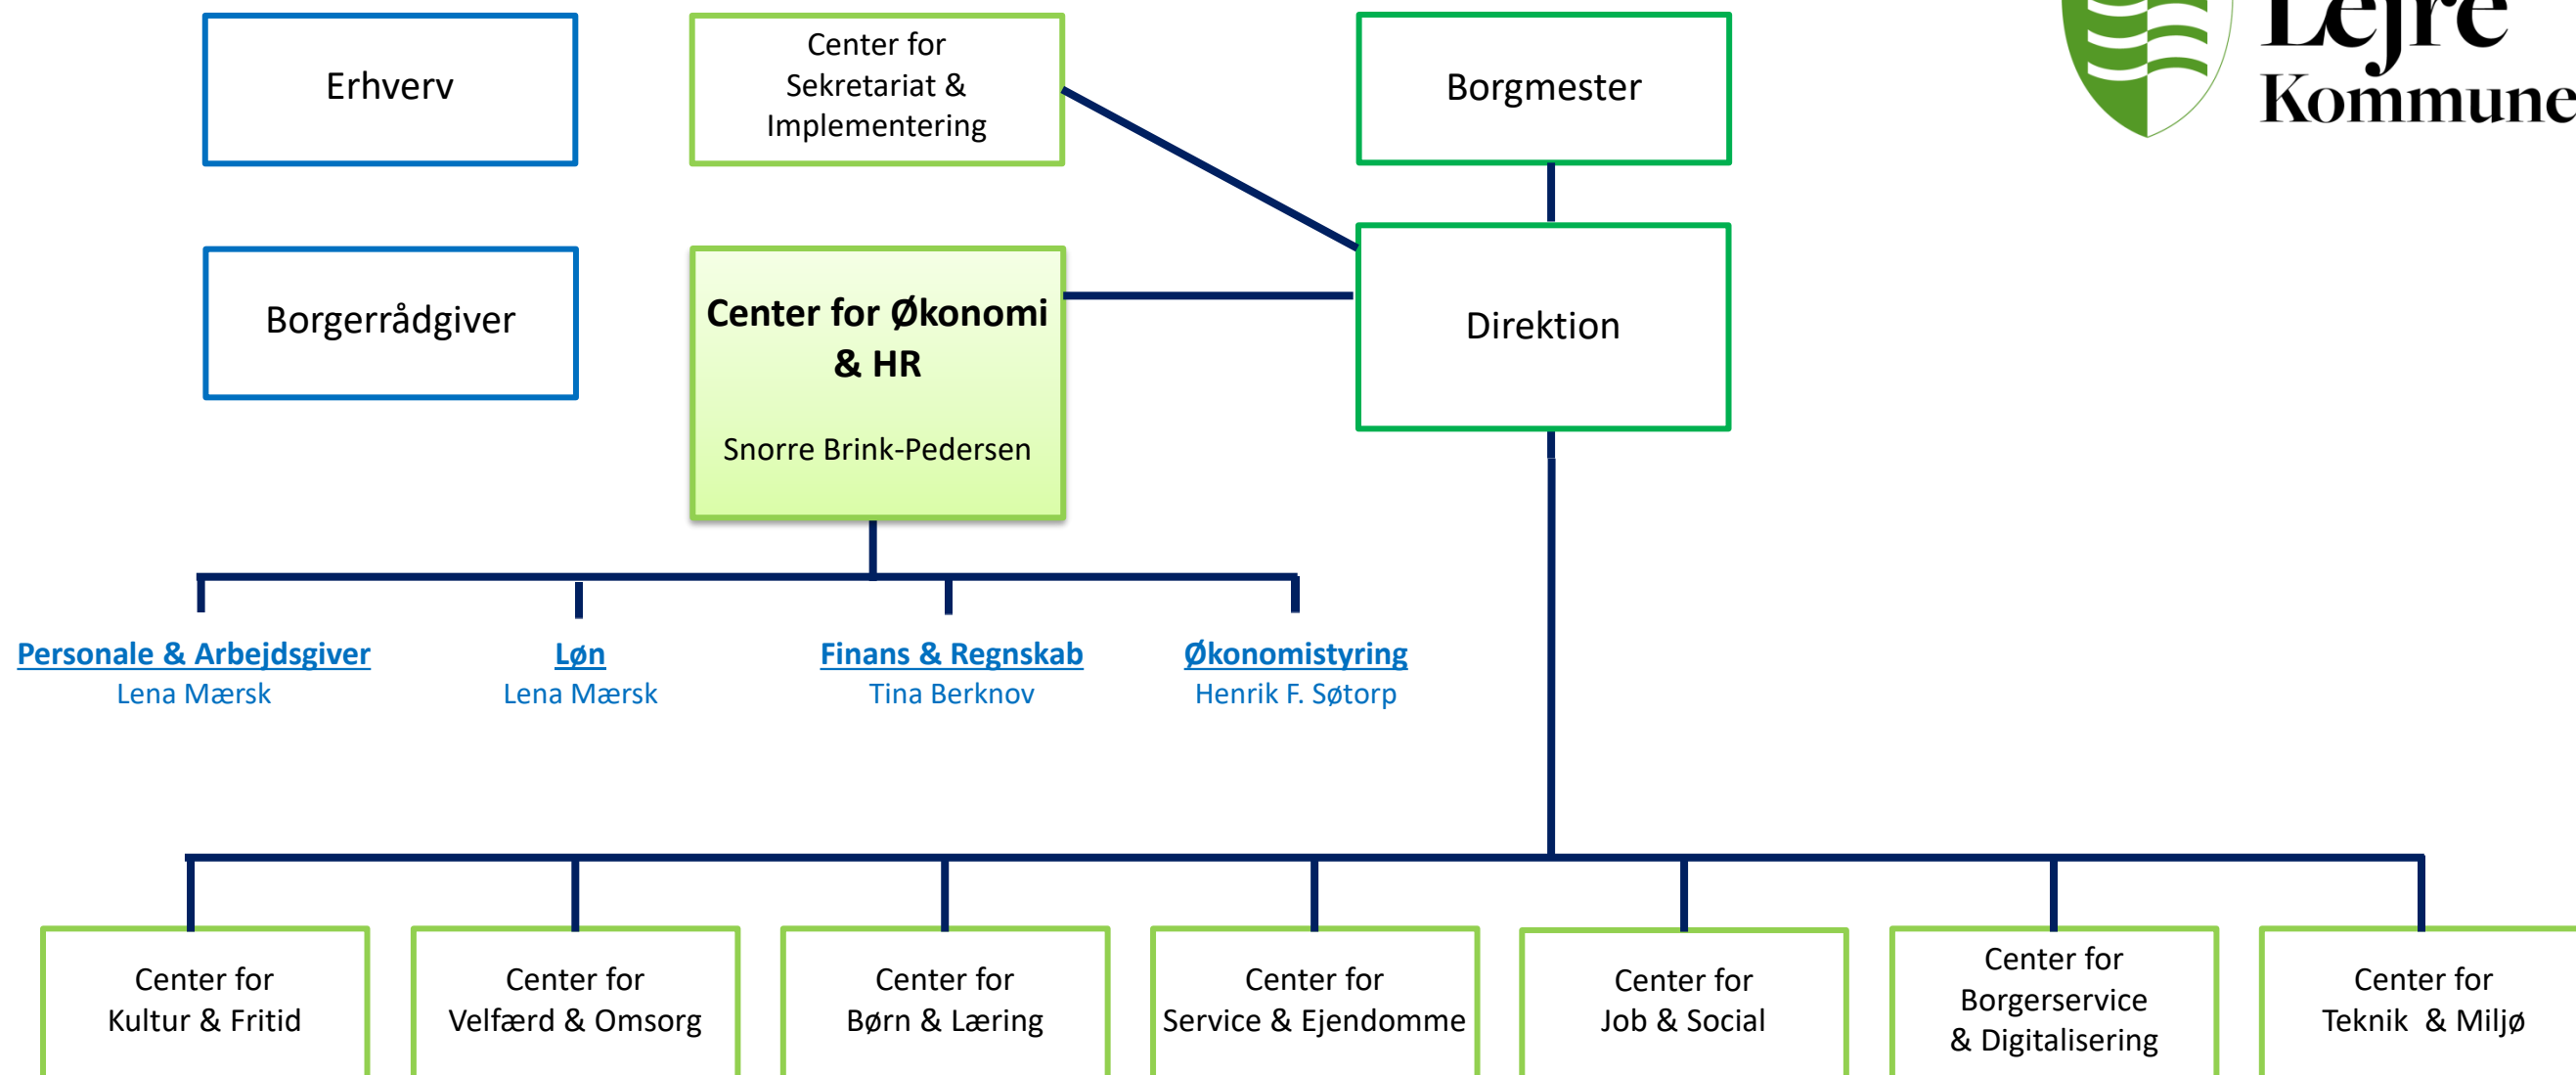 Lejre
Kommune
Erhverv
Center for
Sekretariat &
Implementering
Borgmester
Borgerrådgiver
Center for Økonomi
& HR
Snorre Brink-Pedersen
Direktion
Personale & Arbejdsgiver
Lena Mærsk
Løn
Lena Mærsk
Finans & Regnskab
Tina Berknov
Økonomistyring
Henrik F. Søtorp
Center for
Kultur & Fritid
Center for
Velfærd & Omsorg
Center for
Børn & Læring
Center for
Service & Ejendomme
Center for
Job & Social
Center for
Borgerservice
& Digitalisering
Center for
Teknik & Miljø